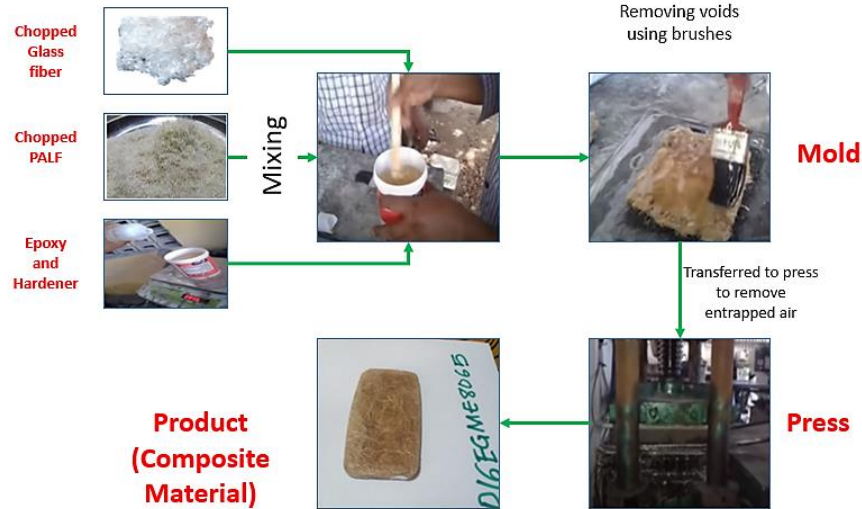 Chopped
Glass
fiber
Chopped
PALF
Epoxy
and
Hardener
Mixing
Removing voids
using brushes
Mold
Transferred to press
to remove
entrapped air
Press
Product
(Composite
Material)
D16EGME8065